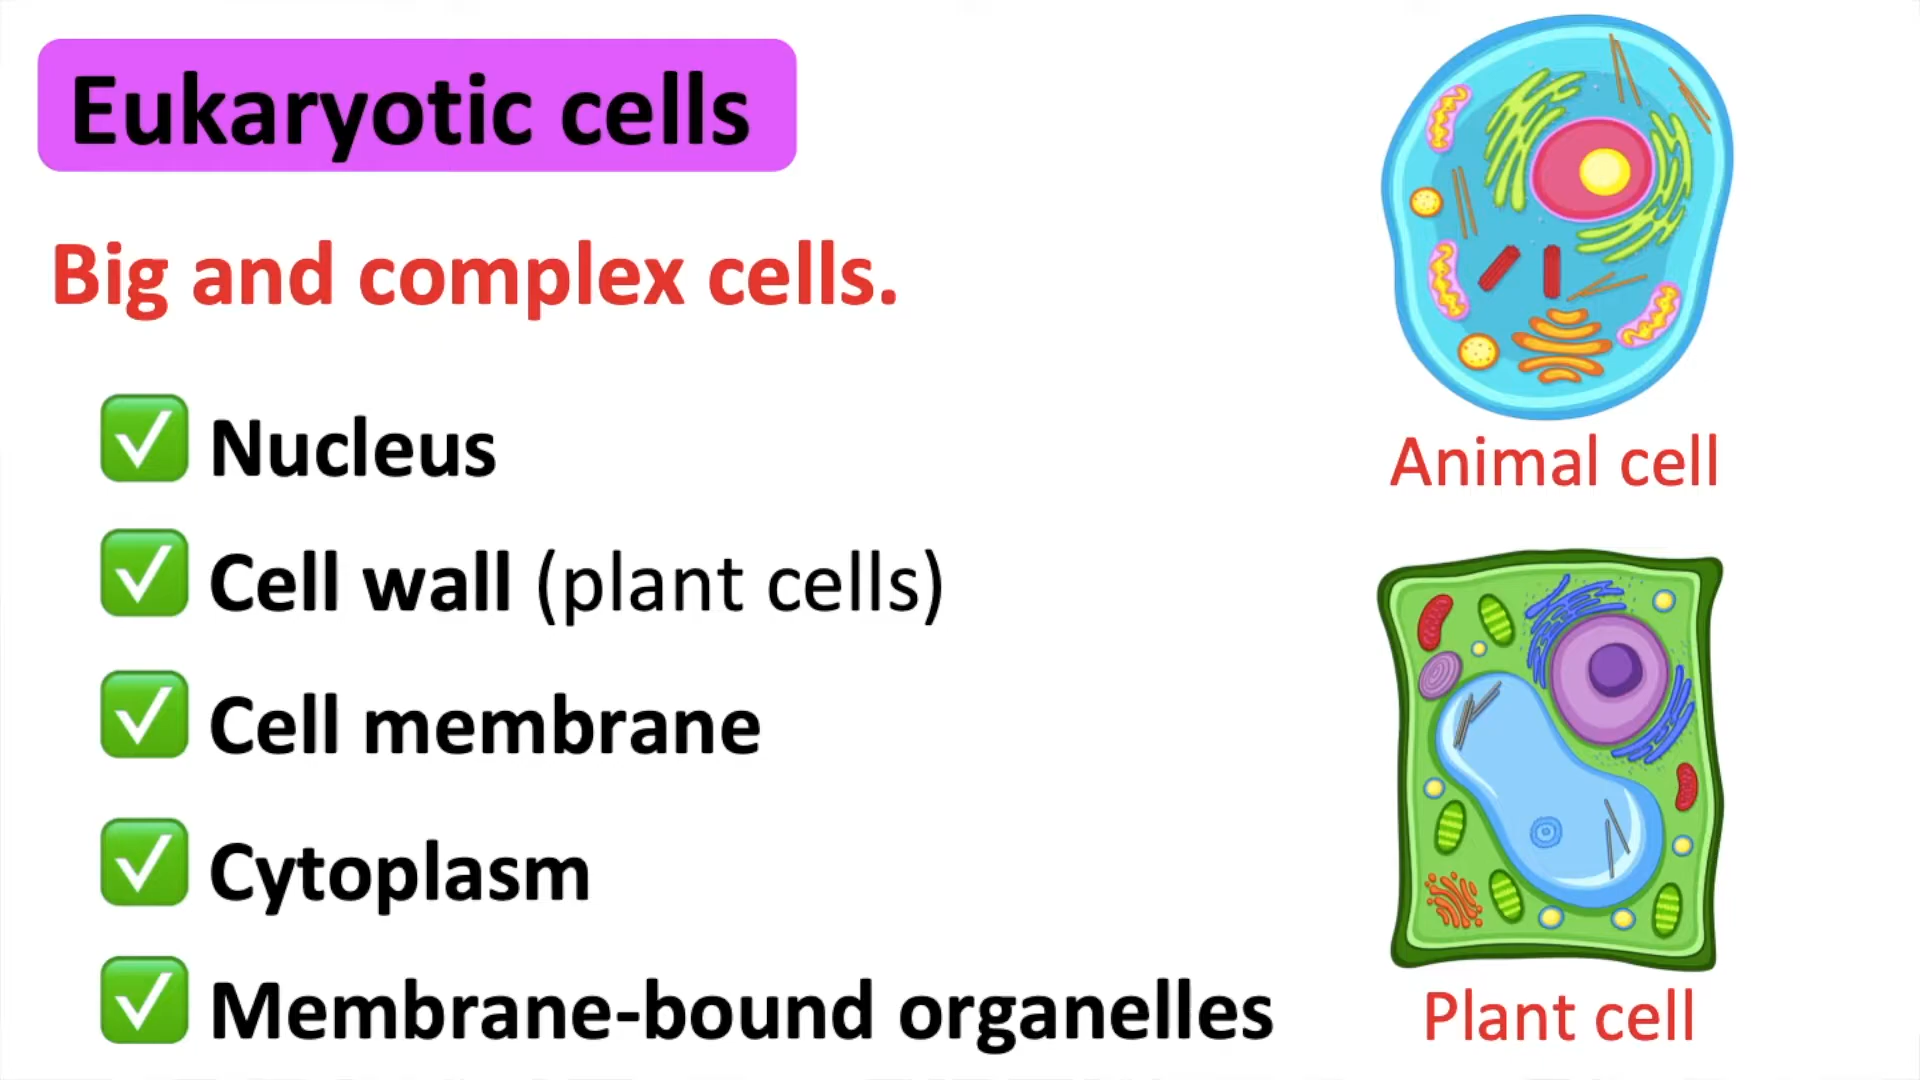 Eukaryotic cells
Big and complex cells.
✅ Nucleus
✅ Cell wall (plant cells)
✅ Cell membrane
✅ Cytoplasm
✅ Membrane-bound organelles
Animal cell
Plant cell